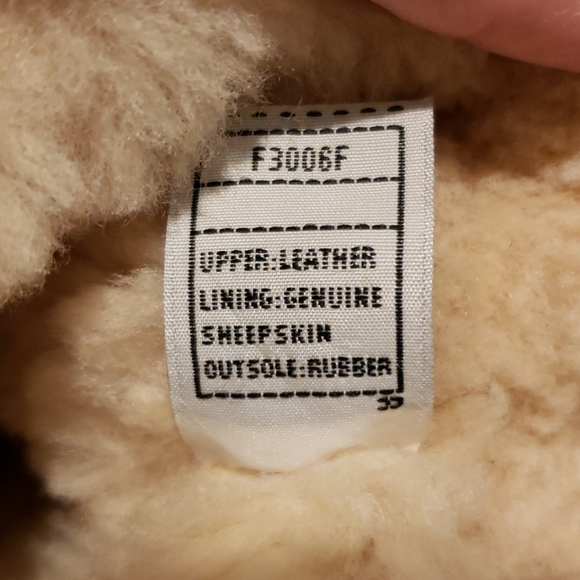 F3006F
UPPER:LEATHER
LINING:GENUINE
SHEEPSKIN
OUTSOLE:RUBBER